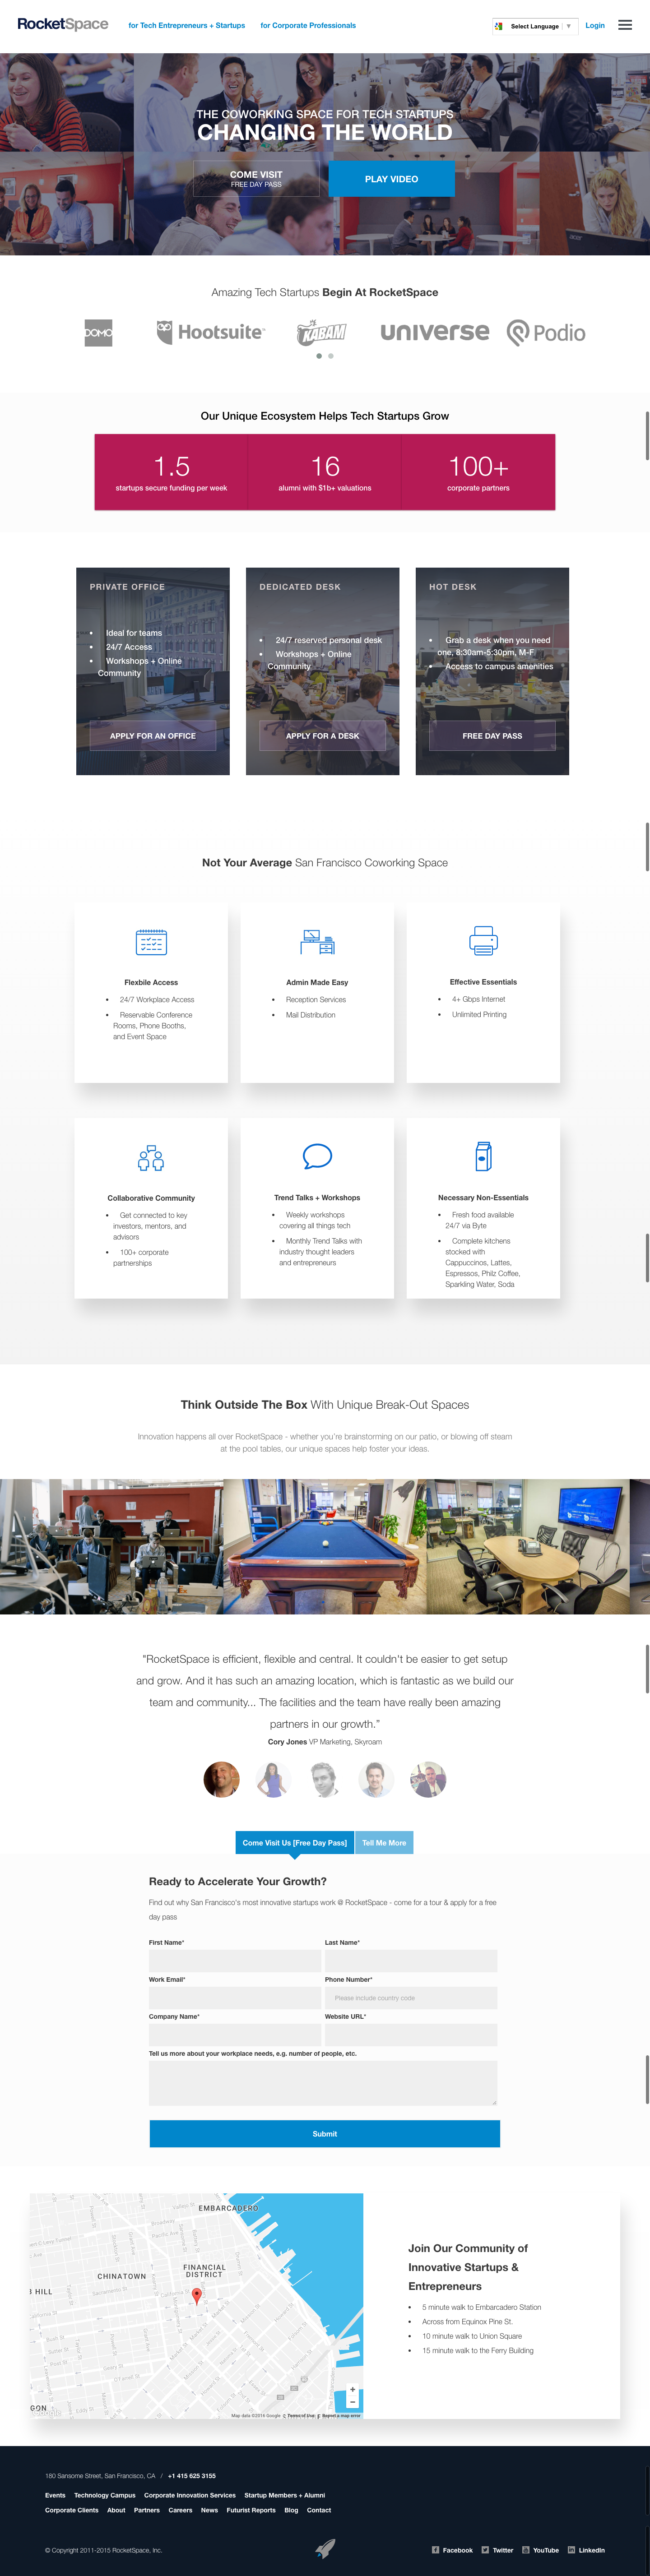 RocketSpace
for Tech Entrepreneurs + Startups
for Corporate Professionals
Select Language ▼
Login
THE COWORKING SPACE FOR TECH STARTUPS
CHANGING THE WORLD
COME VISIT
FREE DAY PASS
PLAY VIDEO
Amazing Tech Startups Begin At RocketSpace
DOMO
Hootsuite
KABAM
universe
Podio
Our Unique Ecosystem Helps Tech Startups Grow
1.5
startups secure funding per week
16
alumni with $1b+ valuations
100+
corporate partners
PRIVATE OFFICE
• Ideal for teams
• 24/7 Access
• Workshops + Online
Community
APPLY FOR AN OFFICE
DEDICATED DESK
• 24/7 reserved personal desk
• Workshops + Online
Community
APPLY FOR A DESK
HOT DESK
• Grab a desk when you need
one, 8:30am-5:30pm, M-F
• Access to campus amenities
FREE DAY PASS
Not Your Average San Francisco Coworking Space
Flexbile Access
• 24/7 Workplace Access
• Reservable Conference
Rooms, Phone Booths,
and Event Space
Admin Made Easy
• Reception Services
• Mail Distribution
Effective Essentials
• 4+ Gbps Internet
• Unlimited Printing
Collaborative Community
• Get connected to key
investors, mentors, and
advisors
• 100+ corporate
partnerships
Trend Talks + Workshops
• Weekly workshops
covering all things tech
• Monthly Trend Talks with
industry thought leaders
and entrepreneurs
Necessary Non-Essentials
• Fresh food available
24/7 via Byte
• Complete kitchens
stocked with
Cappuccinos, Lattes,
Espressos, Philz Coffee,
Sparkling Water, Soda
Think Outside The Box With Unique Break-Out Spaces
Innovation happens all over RocketSpace - whether you're brainstorming on our patio, or blowing off steam
at the pool tables, our unique spaces help foster your ideas.
"RocketSpace is efficient, flexible and central. It couldn't be easier to get setup
and grow. And it has such an amazing location, which is fantastic as we build our
team and community... The facilities and the team have really been amazing
partners in our growth."
Cory Jones VP Marketing, Skyroam
Come Visit Us [Free Day Pass]
Tell Me More
Ready to Accelerate Your Growth?
Find out why San Francisco's most innovative startups work @ RocketSpace - come for a tour & apply for a free
day pass
First Name*
Last Name*
Work Email*
Phone Number*
Please include country code
Company Name*
Website URL*
Tell us more about your workplace needs, e.g. number of people, etc.
Submit
EMBARCADERO
FINANCIAL
DISTRICT
CHINATOWN
HILL
GON
Map data ©2016 Google
Terms of Use
Report a map error
Join Our Community of
Innovative Startups &
Entrepreneurs
• 5 minute walk to Embarcadero Station
• Across from Equinox Pine St.
• 10 minute walk to Union Square
• 15 minute walk to the Ferry Building
180 Sansome Street, San Francisco, CA / +1 415 625 3155
Events Technology Campus Corporate Innovation Services Startup Members + Alumni
Corporate Clients About Partners Careers News Futurist Reports Blog Contact
© Copyright 2011-2015 RocketSpace, Inc.
Facebook
Twitter
YouTube
LinkedIn